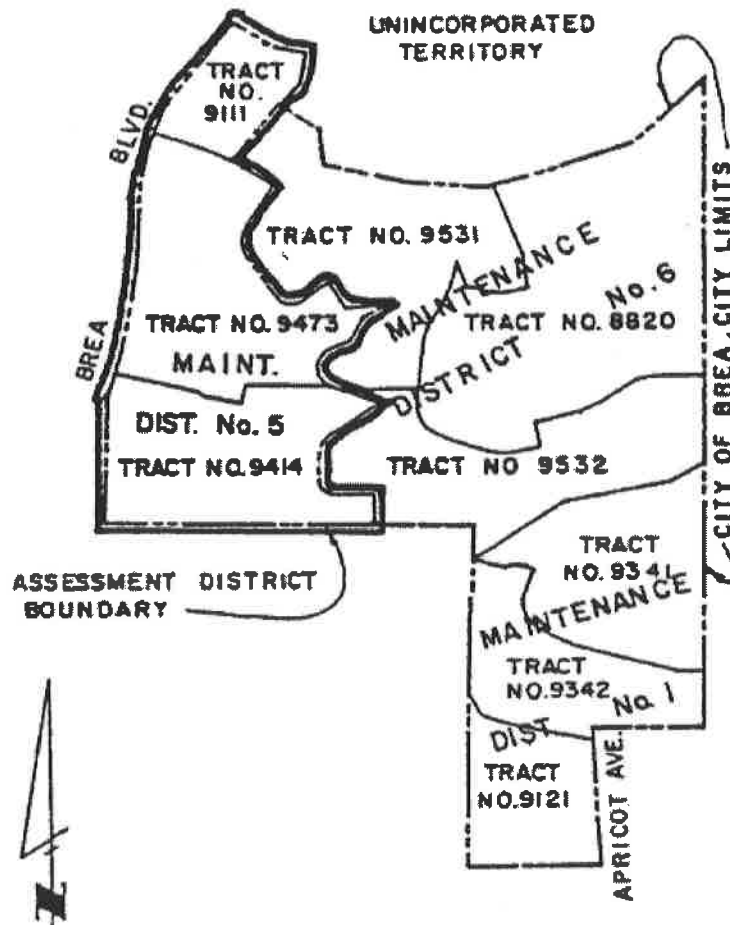 UNINCORPORATED
TERRITORY
TRACT
NO.
9111
BREA BLVD.
CITY OF BREA, CITY LIMITS
TRACT NO. 9531
MAINTENANCE
DISTRICT
No. 6
TRACT NO. 9473
TRACT NO. 8820
MAINT.
DIST. No. 5
TRACT NO. 9414
TRACT NO 9532
ASSESSMENT DISTRICT
BOUNDARY
TRACT
NO. 9341
MAINTENANCE
DIST No. 1
TRACT
NO. 9342
TRACT
NO. 9121
APRICOT AVE.
N